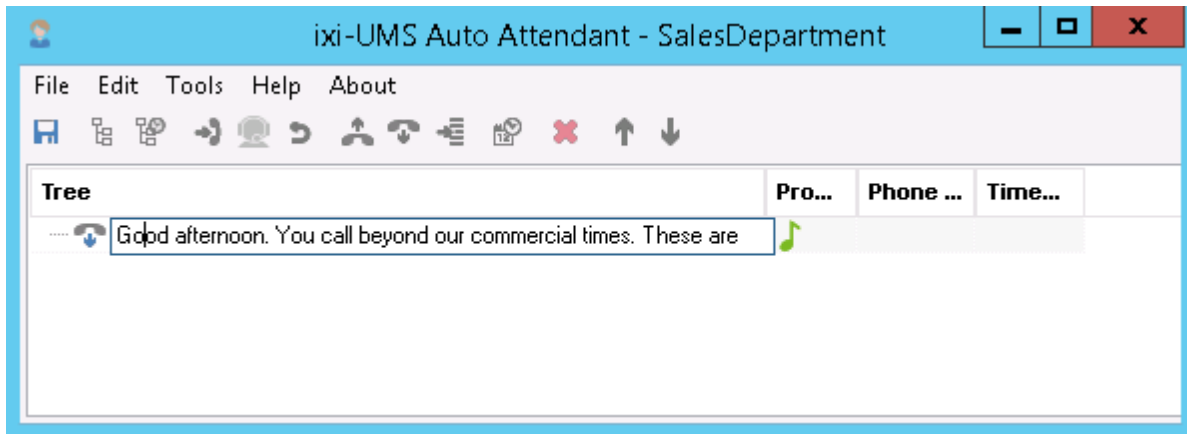 ixi-UMS Auto Attendant - SalesDepartment
File Edit Tools Help About
Tree Pro... Phone ... Time...
Good afternoon. You call beyond our commercial times. These are